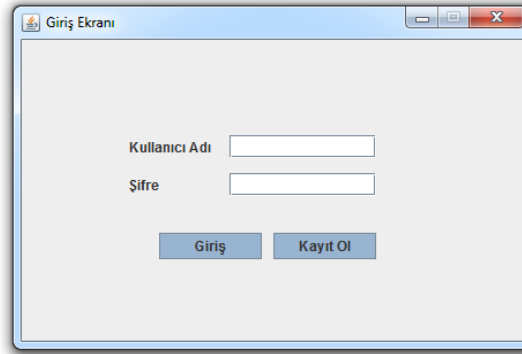 Giriş Ekranı
Kullanıcı Adı
Şifre
Giriş
Kayıt Ol